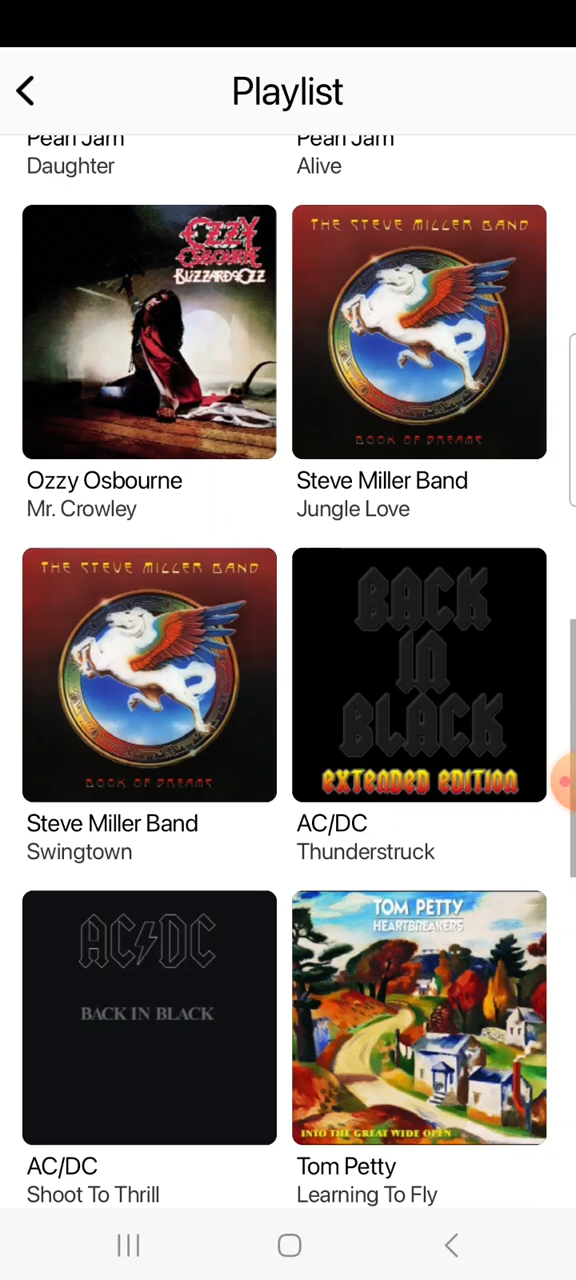 Playlist
Pearl Jam
Pearl Jam
Daughter
Alive
OZZY
OSBOURNE
BLIZZARD OF OZZ
THE STEVE MILLER BAND
BOOK OF DREAMS
Ozzy Osbourne
Mr. Crowley
Steve Miller Band
Jungle Love
THE STEVE MILLER BAND
BOOK OF DREAMS
BACK
IN
BLACK
EXTENDED EDITION
Steve Miller Band
Swingtown
AC/DC
Thunderstruck
AC/DC
BACK IN BLACK
TOM PETTY
HEARTBREAKERS
INTO THE GREAT WIDE OPEN
AC/DC
Shoot To Thrill
Tom Petty
Learning To Fly